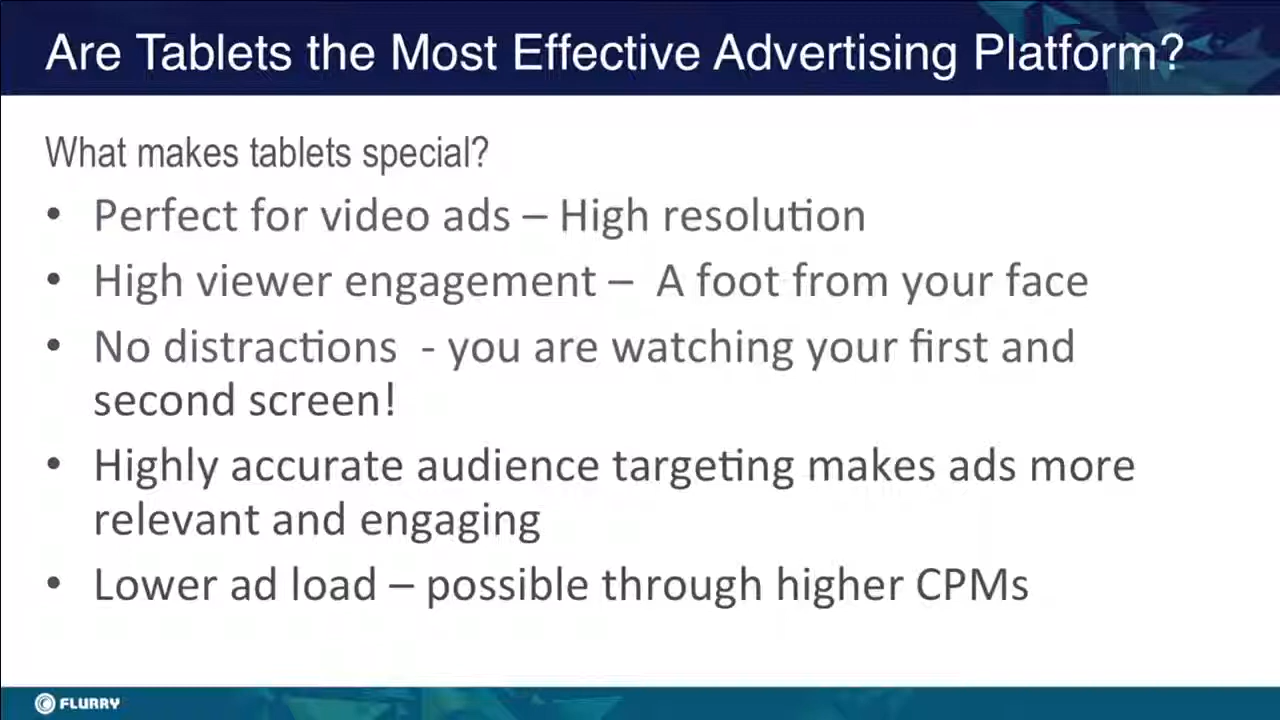 Are Tablets the Most Effective Advertising Platform?
What makes tablets special?
• Perfect for video ads – High resolution
• High viewer engagement –  A foot from your face
• No distractions  - you are watching your first and
second screen!
• Highly accurate audience targeting makes ads more
relevant and engaging
• Lower ad load – possible through higher CPMs
FLURRY